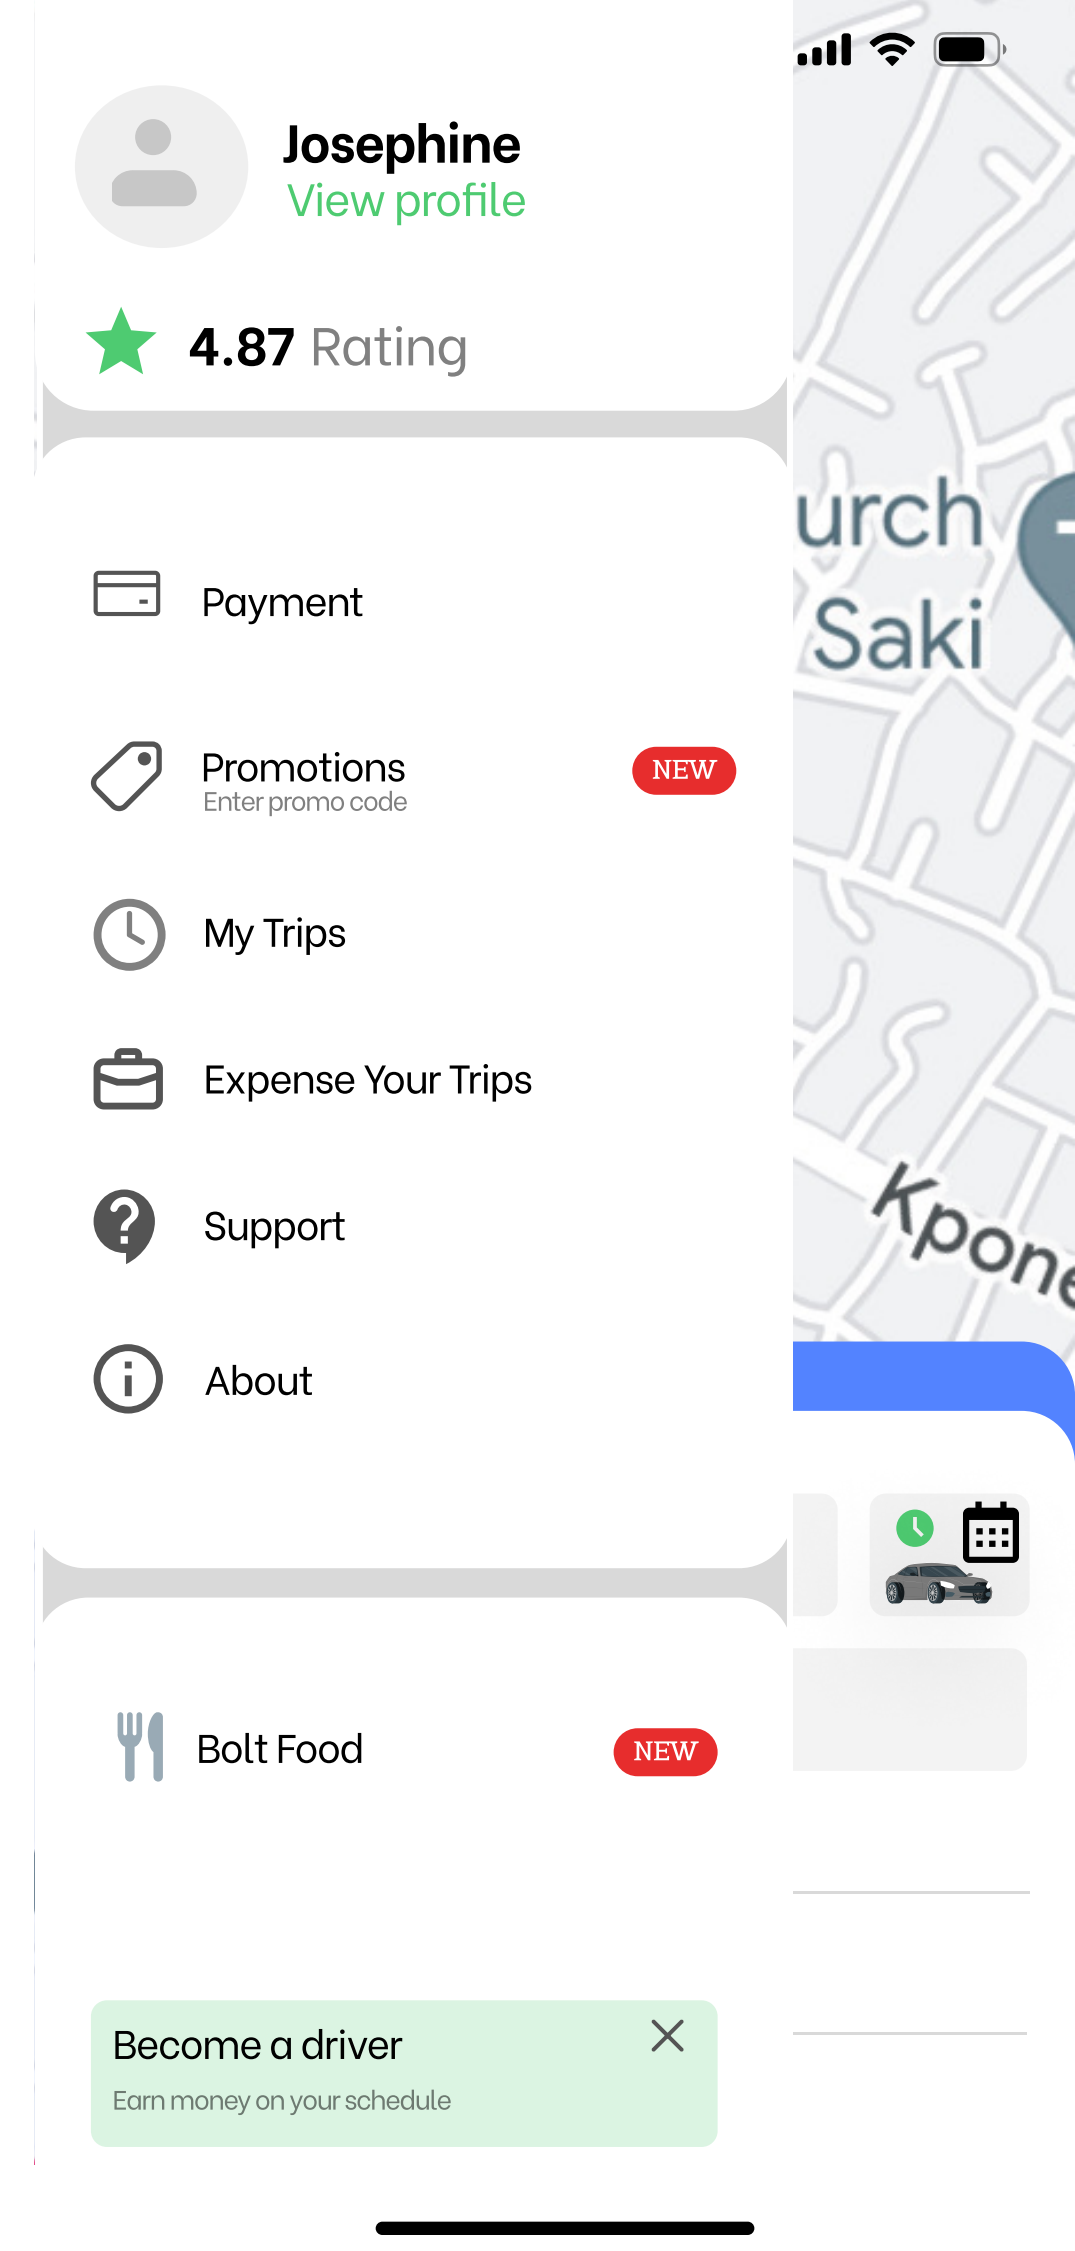 Josephine
View profile
4.87 Rating
Payment
Promotions
Enter promo code
NEW
My Trips
Expense Your Trips
Support
About
Bolt Food
NEW
Become a driver
Earn money on your schedule
urch
Saki
Kpone